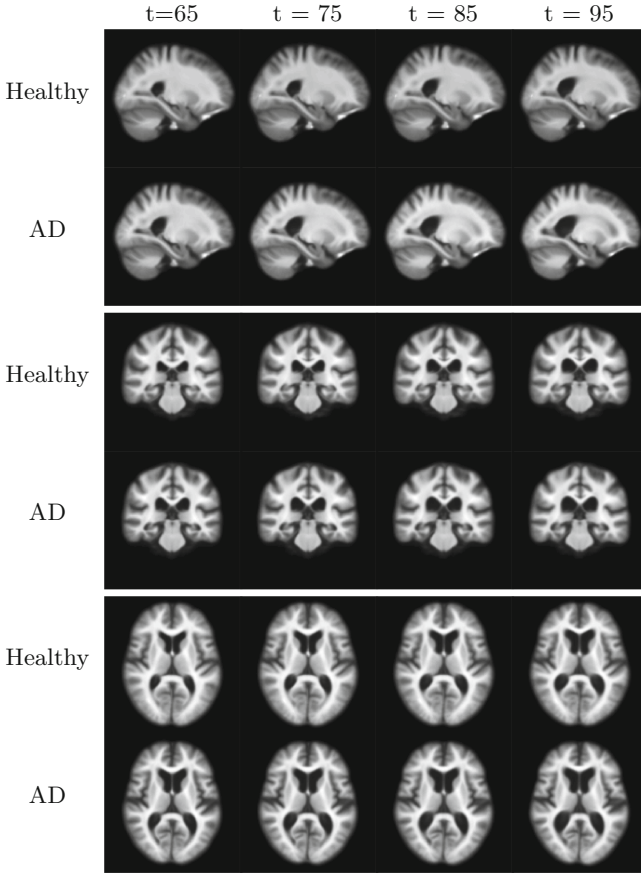 t=65 t = 75 t = 85 t = 95
Healthy
AD
Healthy
AD
Healthy
AD